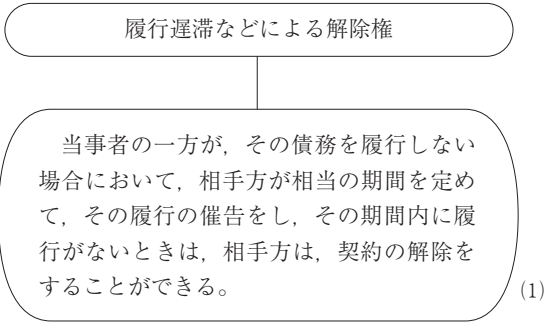 履行遅滞などによる解除権
当事者の一方が，その債務を履行しない
場合において，相手方が相当の期間を定め
て，その履行の催告をし，その期間内に履
行がないときは，相手方は，契約の解除を
することができる。
(1)